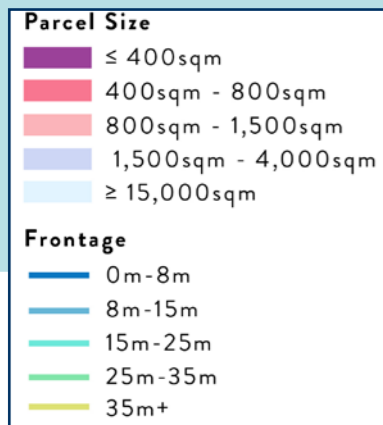 Parcel Size
≤ 400sqm
400sqm - 800sqm
800sqm - 1,500sqm
1,500sqm - 4,000sqm
≥ 15,000sqm
Frontage
0m-8m
8m-15m
15m-25m
25m-35m
35m+